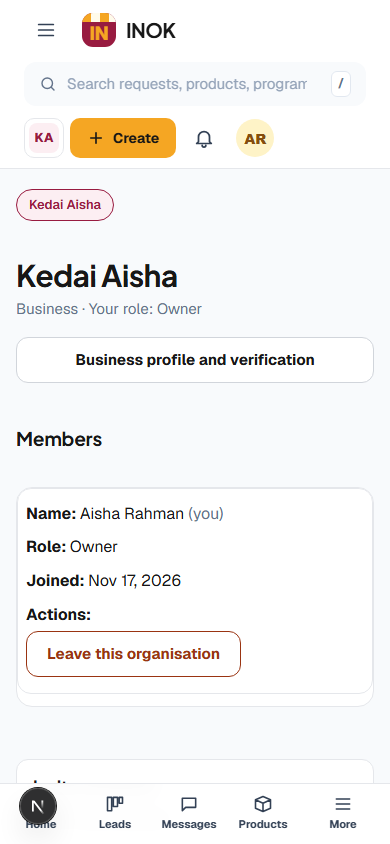 IN INOK
Search requests, products, program /
KA + Create AR
Kedai Aisha
Kedai Aisha
Business · Your role: Owner
Business profile and verification
Members
Name: Aisha Rahman (you)
Role: Owner
Joined: Nov 17, 2026
Actions:
Leave this organisation
N
Home Leads Messages Products More